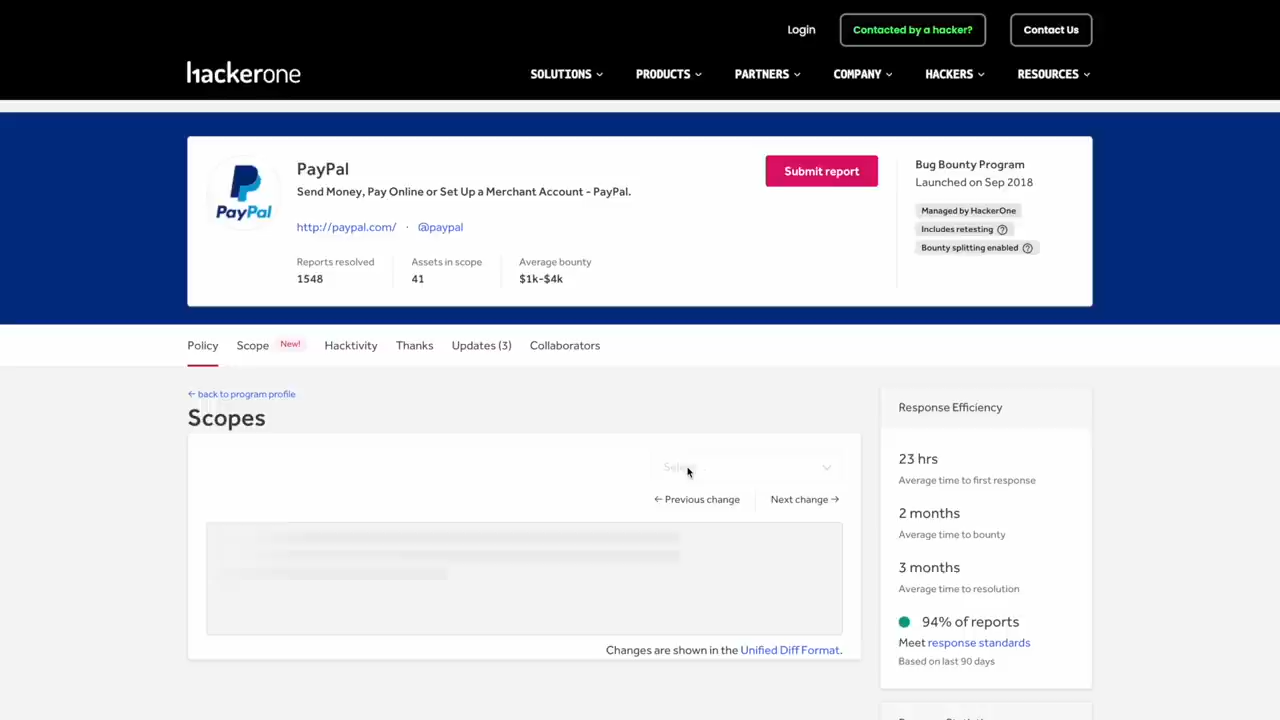 Login
Contacted by a hacker?
Contact Us
hackerone
SOLUTIONS
PRODUCTS
PARTNERS
COMPANY
HACKERS
RESOURCES
PayPal
PayPal
Send Money, Pay Online or Set Up a Merchant Account - PayPal.
http://paypal.com/ · @paypal
Reports resolved
1548
Assets in scope
41
Average bounty
$1k-$4k
Submit report
Bug Bounty Program
Launched on Sep 2018
Managed by HackerOne
Includes retesting
Bounty splitting enabled
Policy
Scope New!
Hacktivity
Thanks
Updates (3)
Collaborators
← back to program profile
Scopes
← Previous change
Next change →
Changes are shown in the Unified Diff Format.
Response Efficiency
23 hrs
Average time to first response
2 months
Average time to bounty
3 months
Average time to resolution
94% of reports
Meet response standards
Based on last 90 days